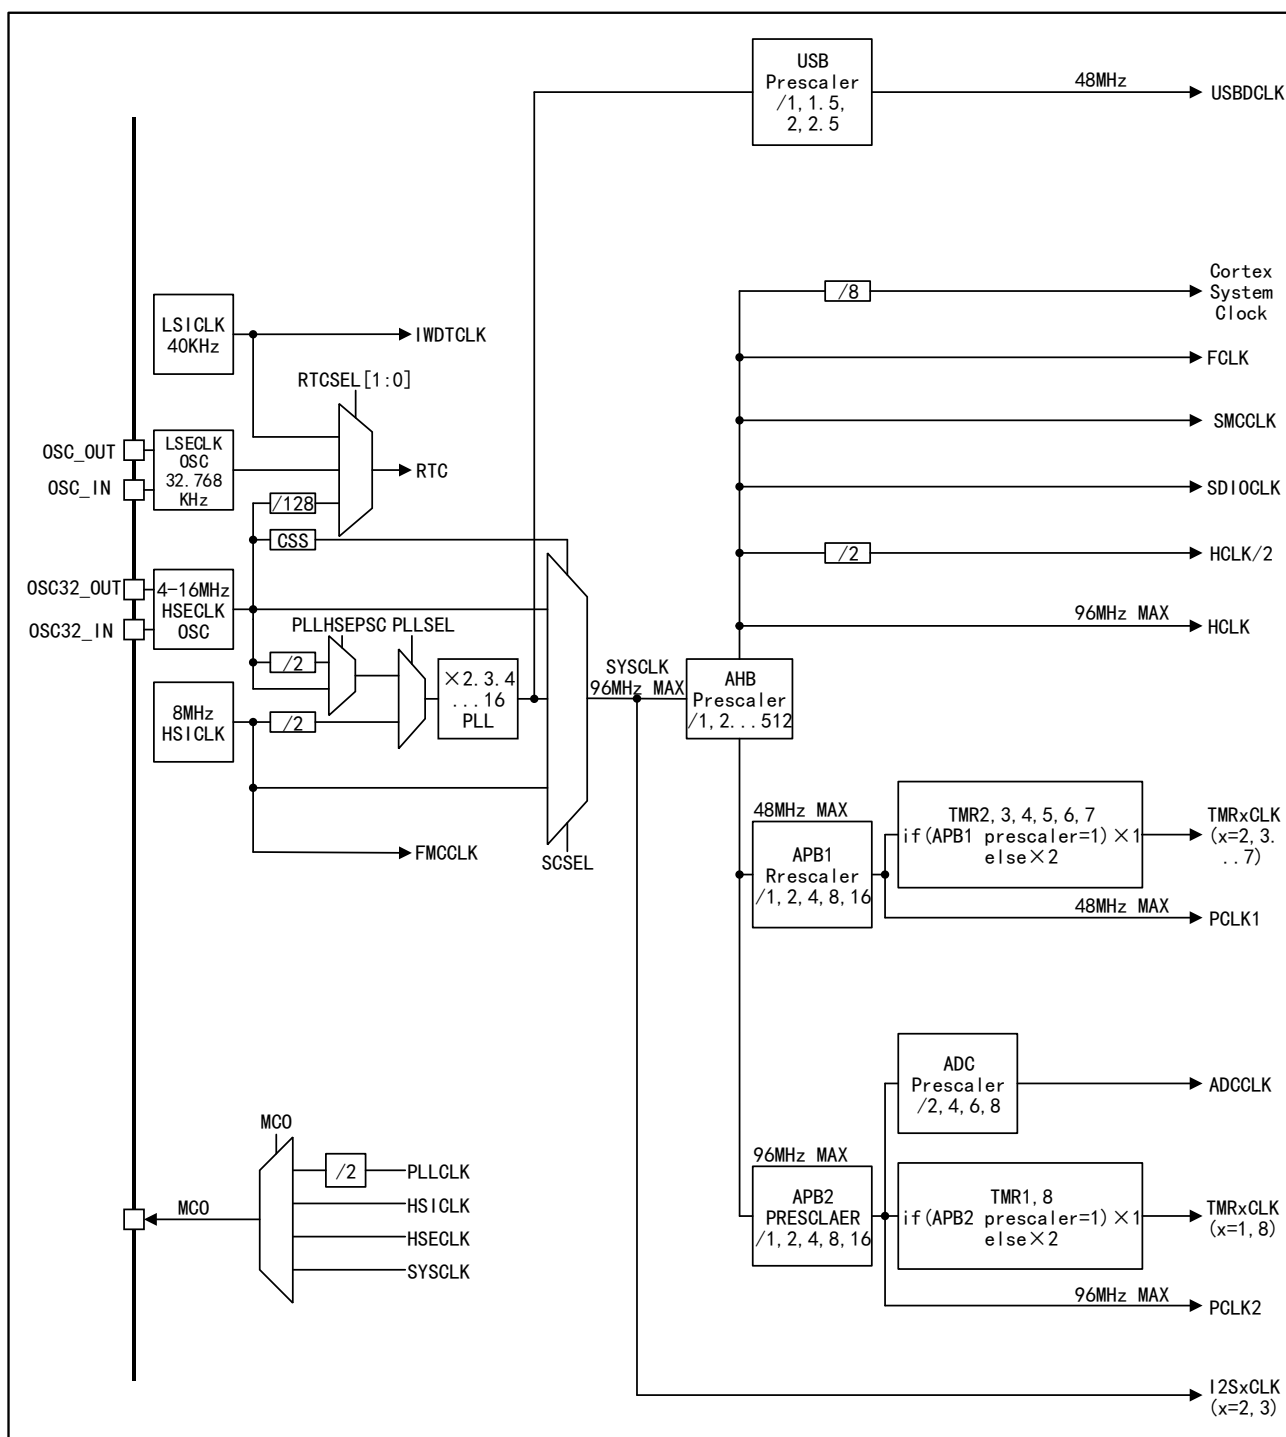 USB
Prescaler
/1, 1.5,
2, 2.5
48MHz
USBDCLK
/8
Cortex
System
Clock
LSICLK
40KHz
IWDTCLK
FCLK
RTCSEL[1:0]
SMCCLK
OSC_OUT
OSC_IN
LSECLK
OSC
32.768
KHz
RTC
SDIOCLK
/128
CSS
/2
HCLK/2
OSC32_OUT
OSC32_IN
4-16MHz
HSECLK
OSC
96MHz MAX
HCLK
PLLHSEPSC
PLLSEL
/2
×2.3.4
...16
PLL
SYSCLK
96MHz MAX
AHB
Prescaler
/1, 2...512
8MHz
HSICLK
/2
FMCCLK
SCSEL
48MHz MAX
APB1
Rrescaler
/1, 2, 4, 8, 16
TMR2, 3, 4, 5, 6, 7
if(APB1 prescaler=1)×1
else×2
TMRxCLK
(x=2, 3.
..7)
48MHz MAX
PCLK1
ADC
Prescaler
/2, 4, 6, 8
ADCCLK
MCO
/2
PLLCLK
HSICLK
HSECLK
SYSCLK
MCO
96MHz MAX
APB2
PRESCLAER
/1, 2, 4, 8, 16
TMR1, 8
if(APB2 prescaler=1)×1
else×2
TMRxCLK
(x=1, 8)
96MHz MAX
PCLK2
I2SxCLK
(x=2, 3)